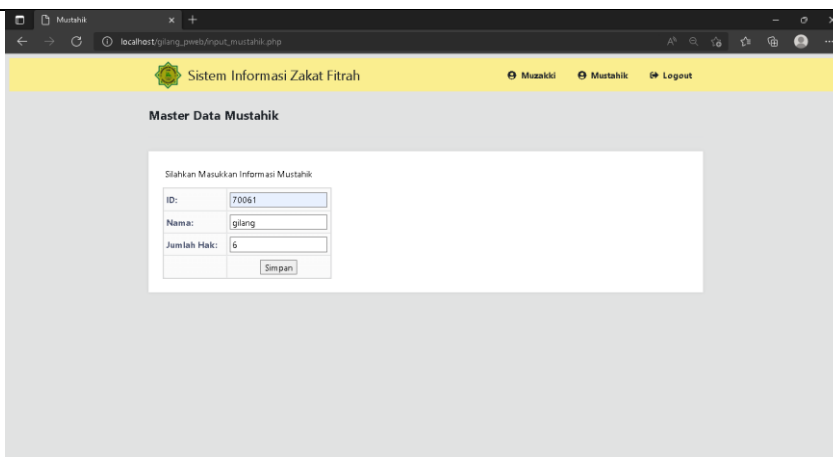 Mustahik
localhost/gilang_pweb/input_mustahik.php
Sistem Informasi Zakat Fitrah
Muzakki Mustahik Logout
Master Data Mustahik
Silahkan Masukkan Informasi Mustahik
ID: 70061
Nama: gilang
Jumlah Hak: 6
Simpan